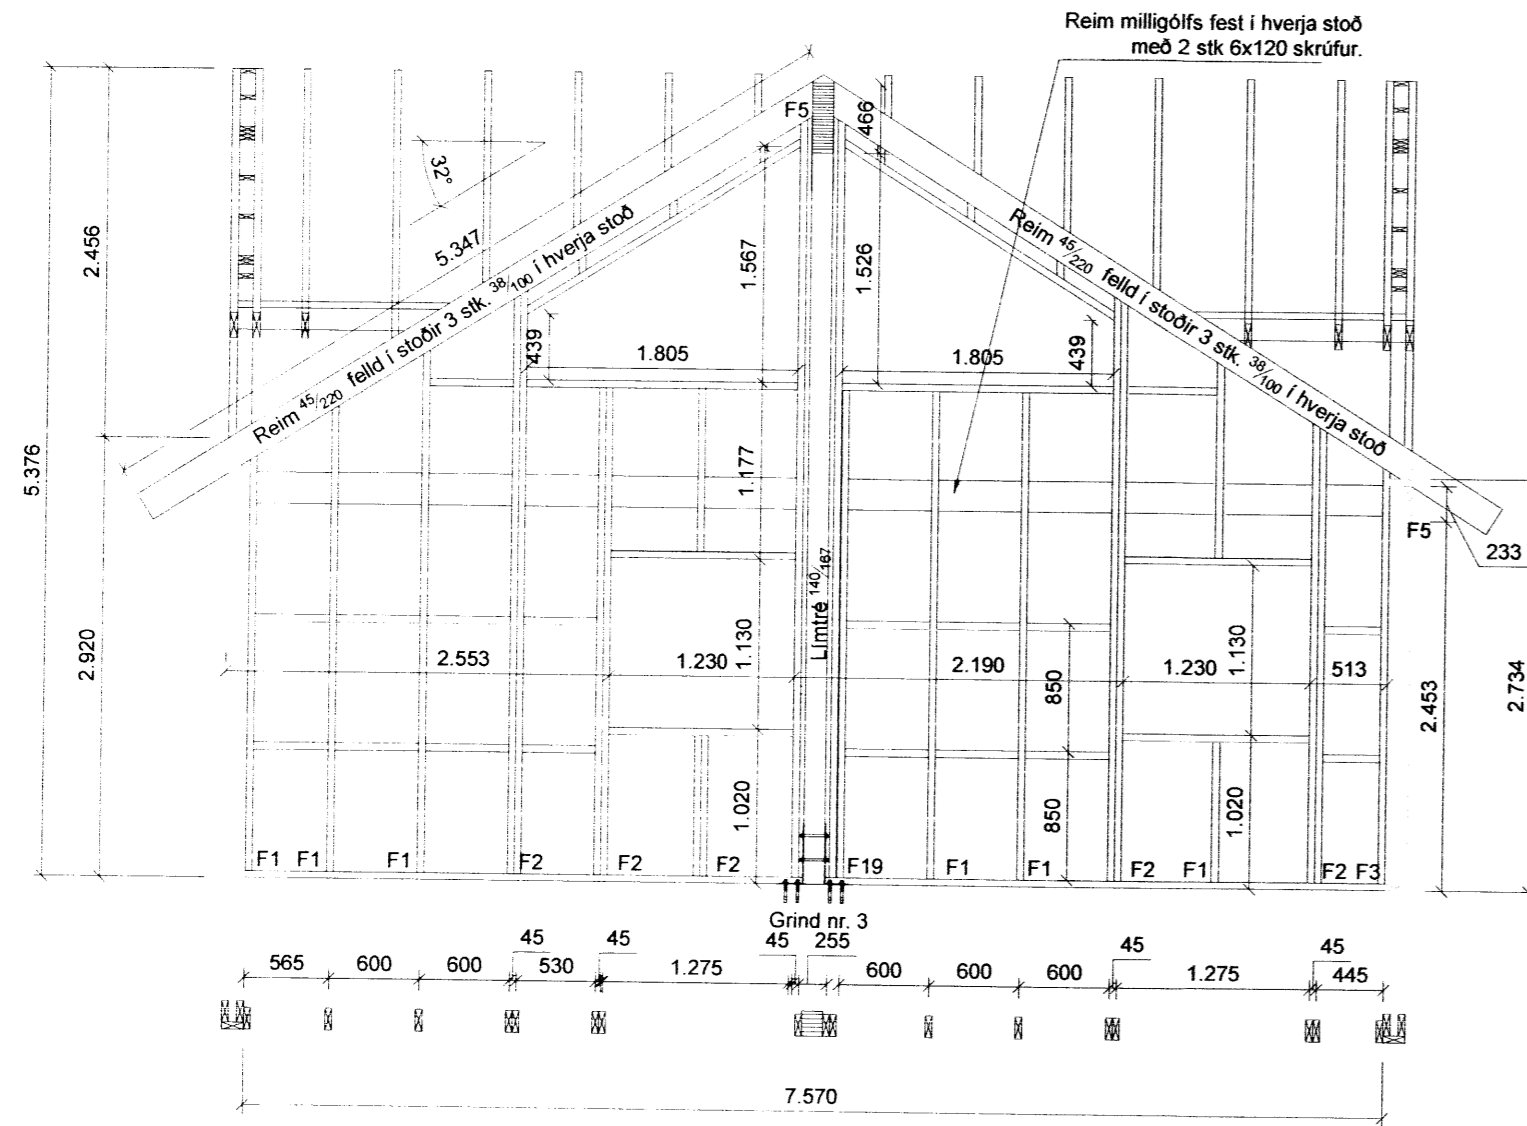 Reim milligólfs fest í hverja stoð
með 2 stk 6x120 skrúfur.
F5
466
32°
5.347
2.456
1.567
1.526
Reim 45/220 felld í stoðir 3 stk. 38/100 í hverja stoð
Reim 45/220 felld í stoðir 3 stk. 38/100 í hverja stoð
439
1.805
1.805
439
5.376
1.177
F5
233
Límtré 140/167
2.920
2.553
1.230
1.130
2.190
850
1.230
1.130
513
2.453
2.734
1.020
850
1.020
F1
F1
F1
F2
F2
F2
F19
F1
F1
F2
F1
F2
F3
Grind nr. 3
45
45
45
255
45
45
565
600
600
530
1.275
600
600
600
1.275
445
7.570